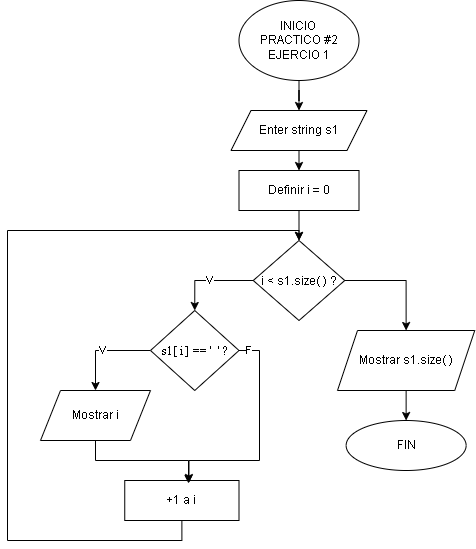 INICIO
PRACTICO #2
EJERCIO 1
Enter string s1
Definir i = 0
i < s1.size() ?
V
s1[i] == ' '?
V
F
Mostrar i
Mostrar s1.size()
FIN
+1 a i